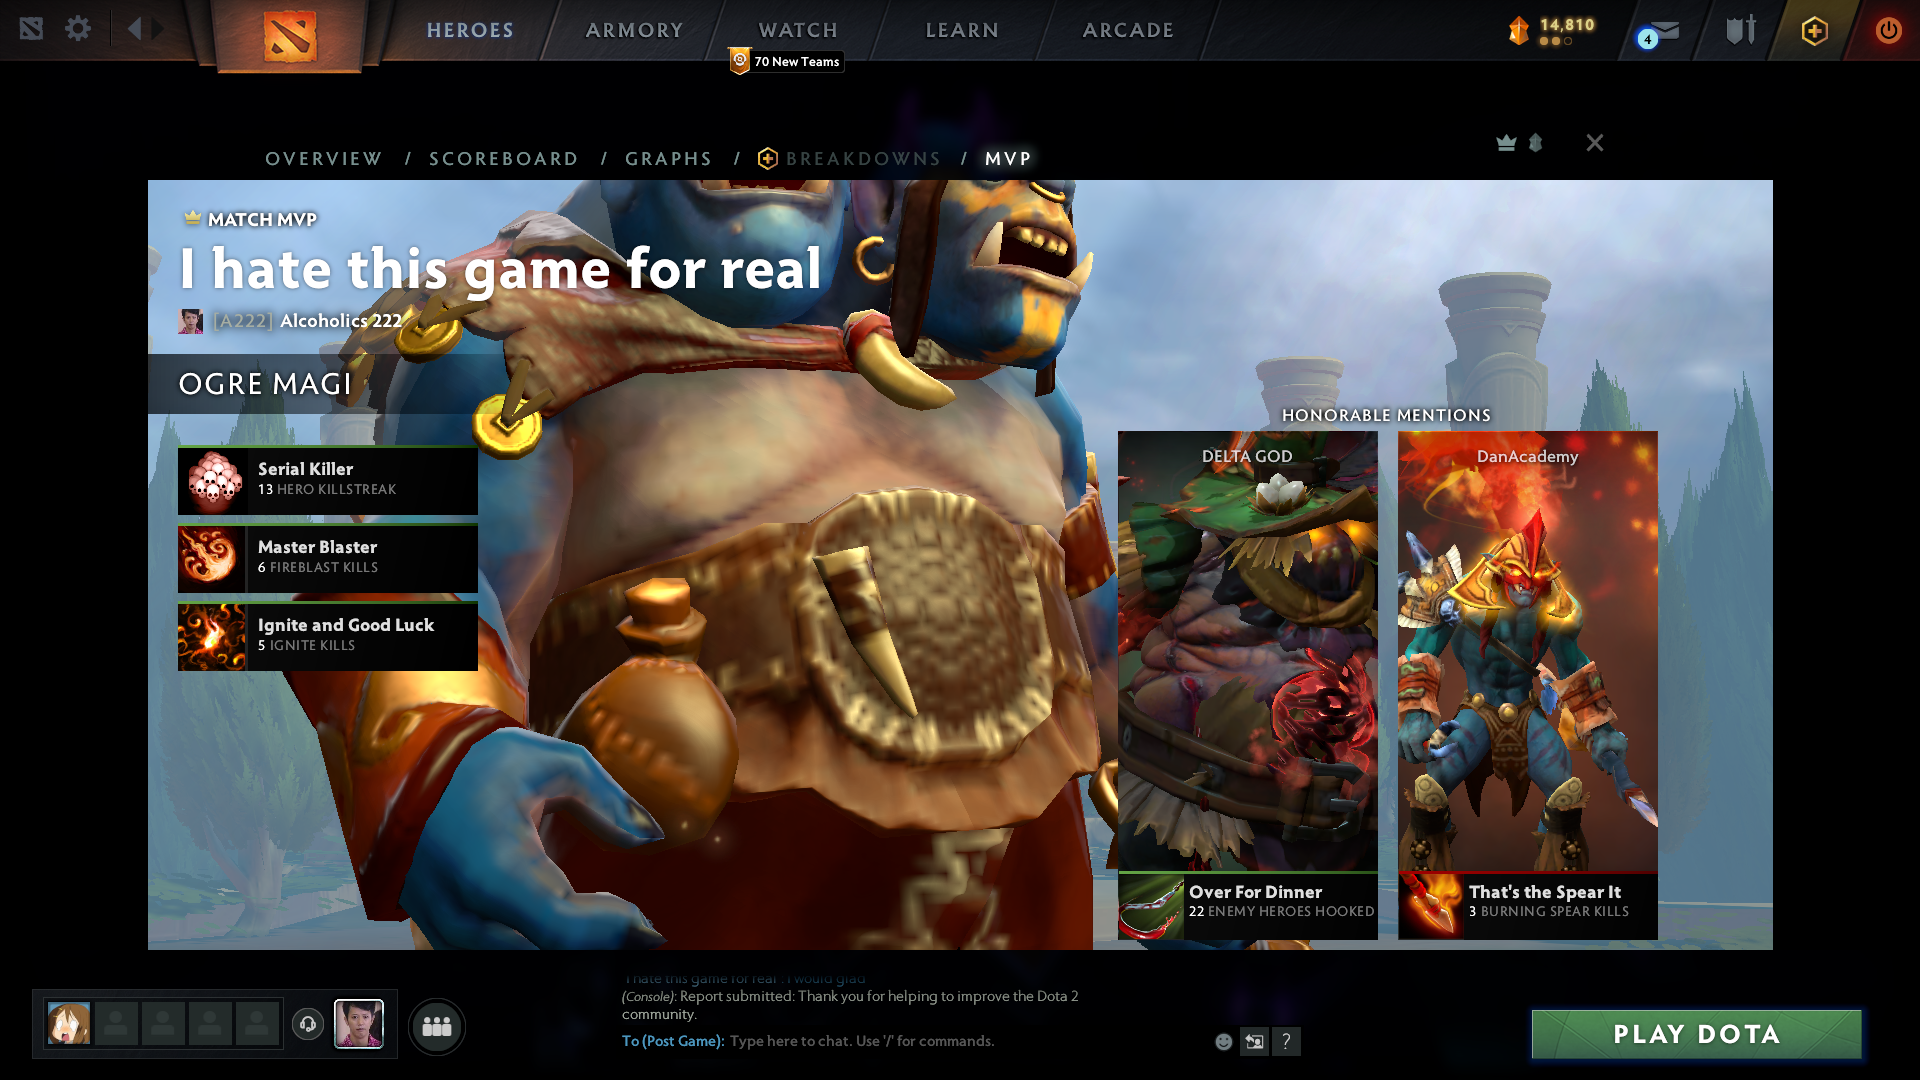 HEROES
ARMORY
WATCH
LEARN
ARCADE
14,810
4
70 New Teams
OVERVIEW / SCOREBOARD / GRAPHS / BREAKDOWNS / MVP
MATCH MVP
I hate this game for real
[A222] Alcoholics 222
OGRE MAGI
Serial Killer
13 HERO KILLSTREAK
Master Blaster
6 FIREBLAST KILLS
Ignite and Good Luck
5 IGNITE KILLS
HONORABLE MENTIONS
DELTA GOD
Over For Dinner
22 ENEMY HEROES HOOKED
DanAcademy
That's the Spear It
3 BURNING SPEAR KILLS
I hate this game for real : I would glad
(Console): Report submitted: Thank you for helping to improve the Dota 2
community.
To (Post Game): Type here to chat. Use '/' for commands.
?
PLAY DOTA